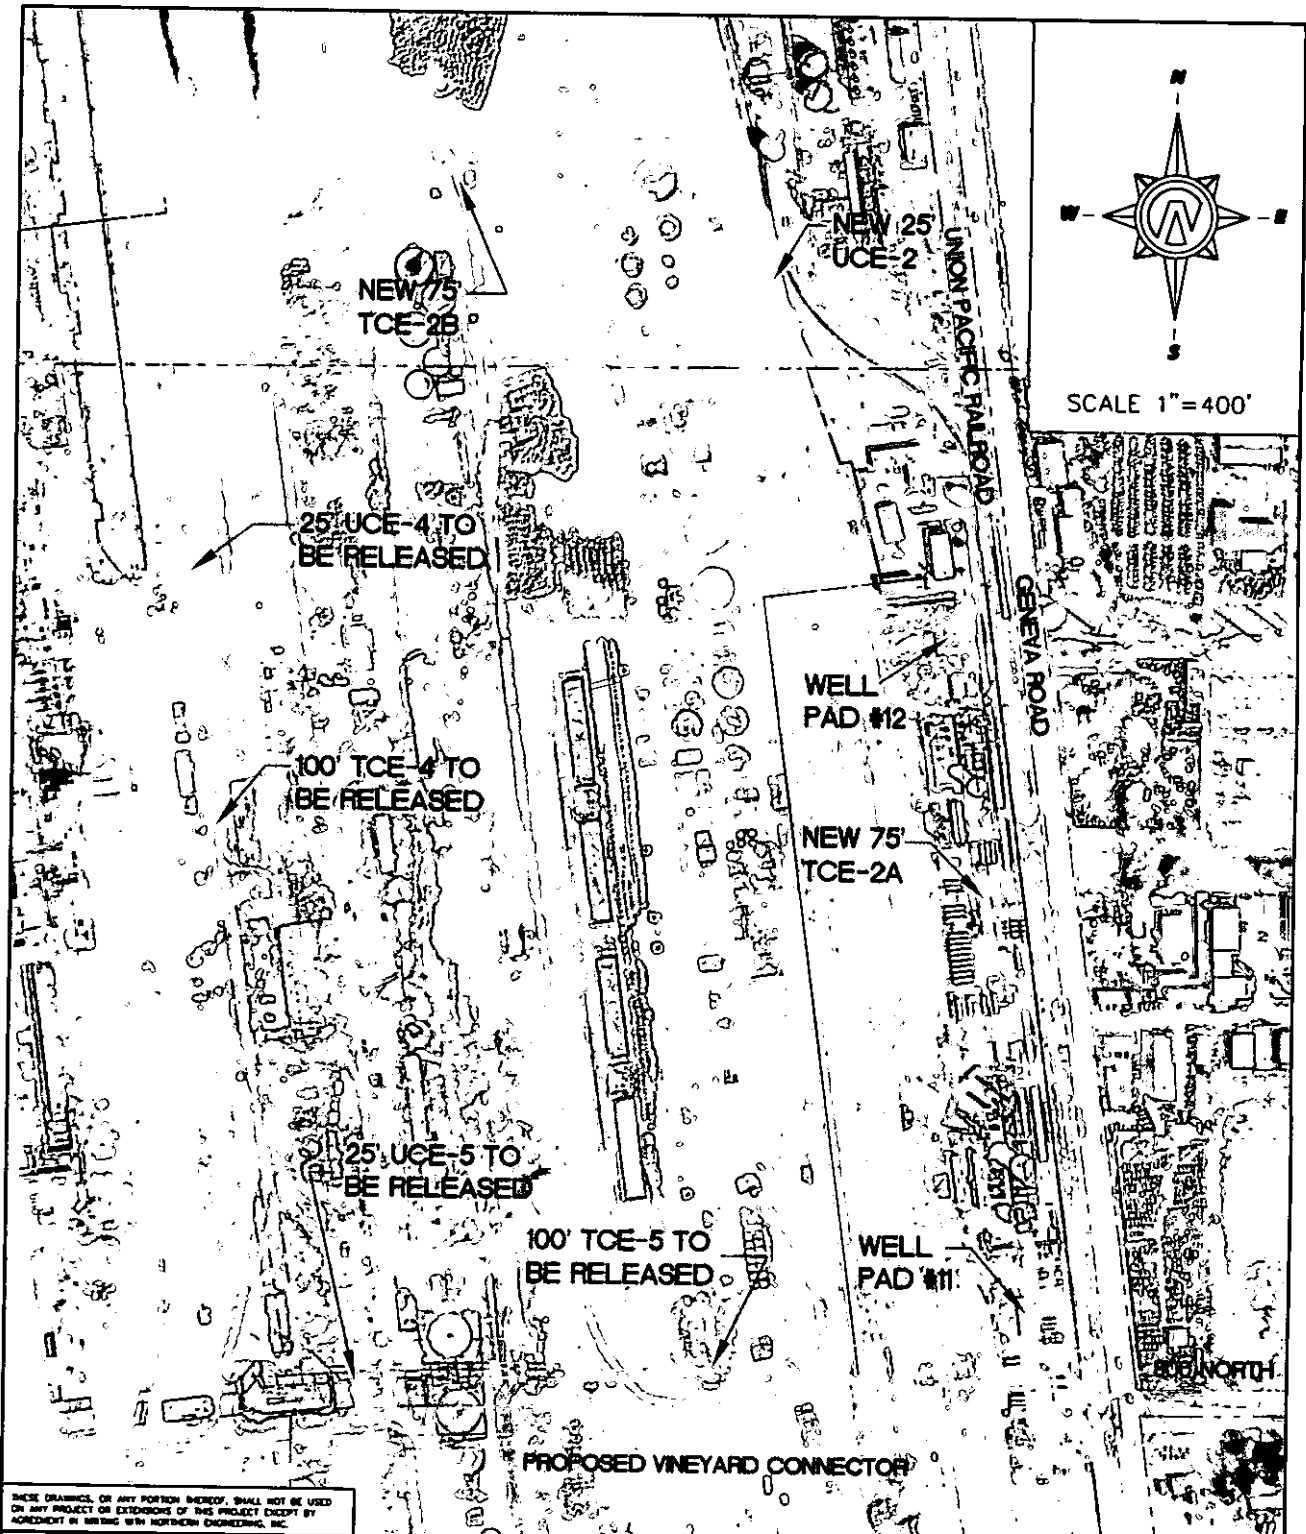 N
W
E
S
SCALE 1"=400'
NEW 25'
UCE-2
UNION PACIFIC RAILROAD
NEW 75'
TCE-2B
25' UCE-4 TO
BE RELEASED
GENEVA ROAD
WELL
PAD #12
100' TCE-4 TO
BE RELEASED
NEW 75'
TCE-2A
25' UCE-5 TO
BE RELEASED
100' TCE-5 TO
BE RELEASED
WELL
PAD #11
NORTH
PROPOSED VINEYARD CONNECTOR
THESE DRAWINGS, OR ANY PORTION THEREOF, SHALL NOT BE USED
ON ANY PROJECT OR EXTENSIONS OF THIS PROJECT EXCEPT BY
AGREEMENT IN WRITING WITH NORTHERN ENGINEERING, INC.